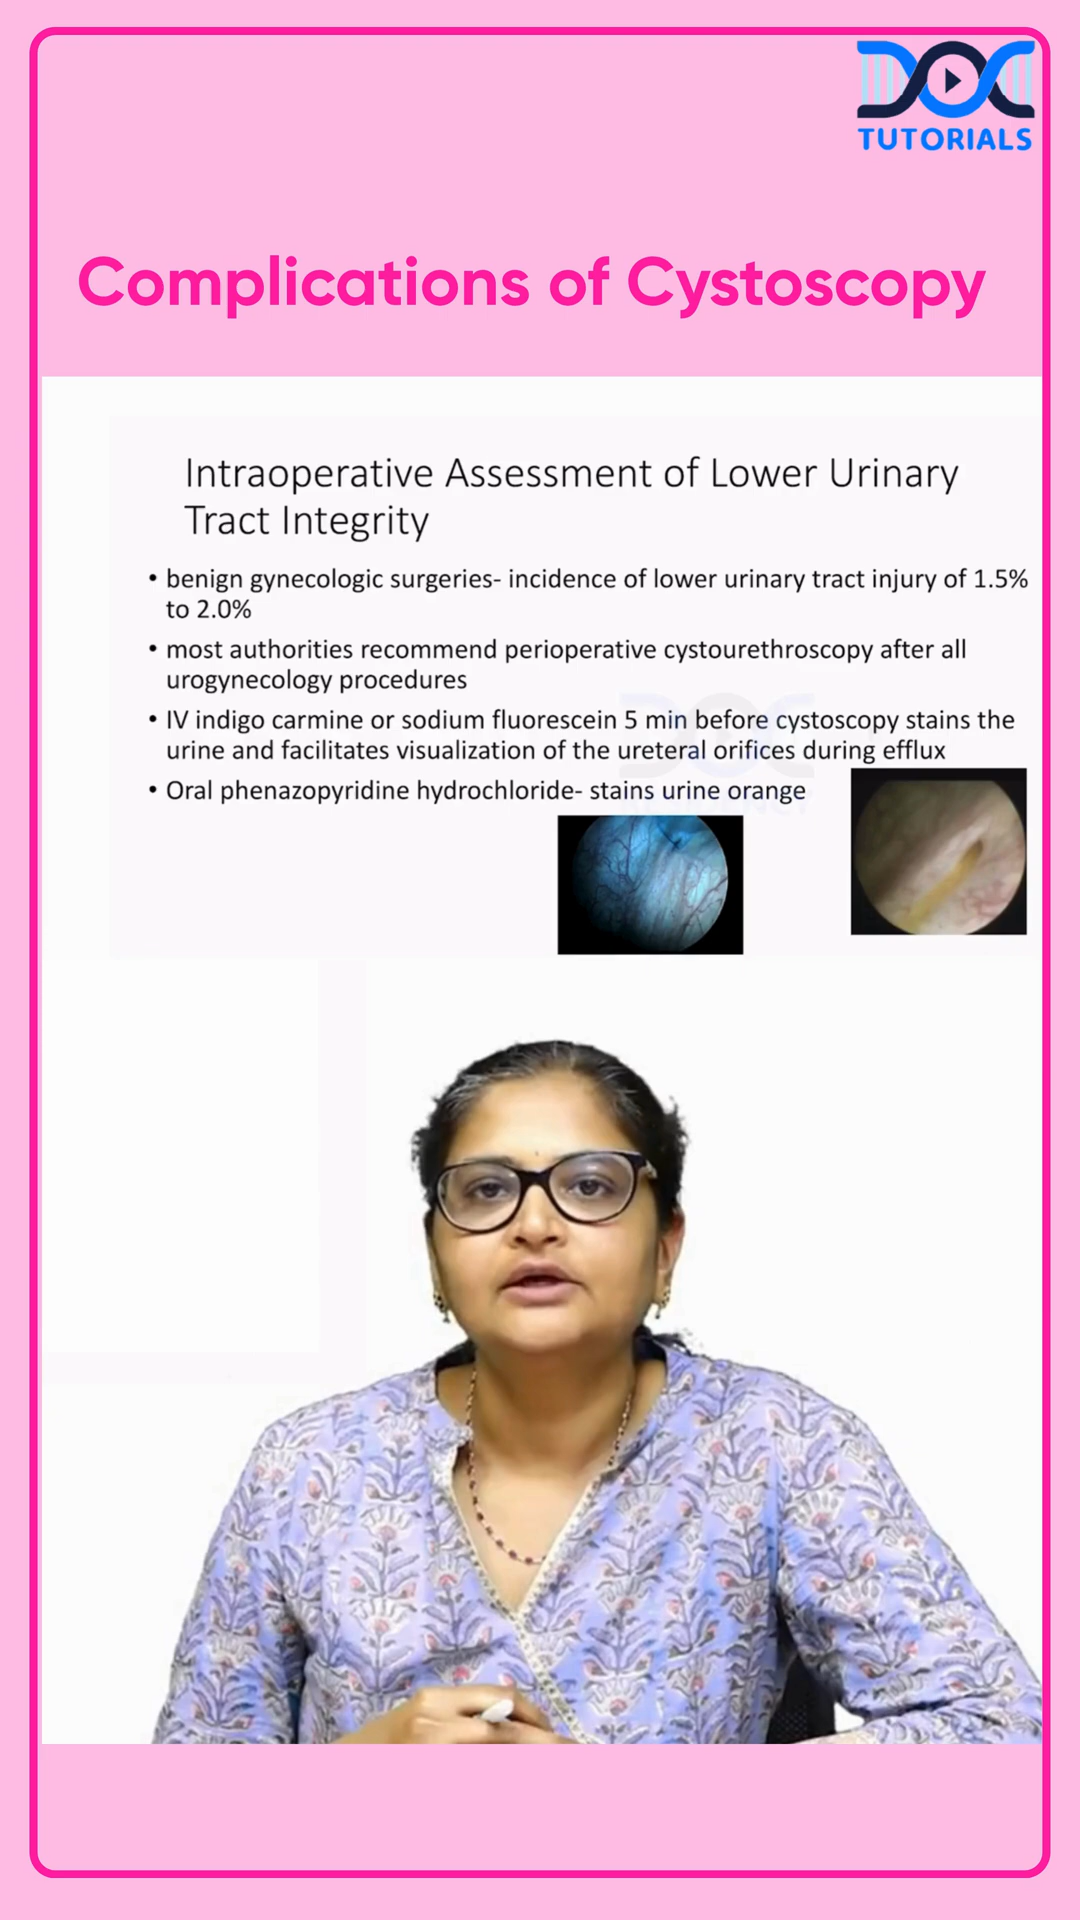 DOC
TUTORIALS
Complications of Cystoscopy
Intraoperative Assessment of Lower Urinary
Tract Integrity
• benign gynecologic surgeries- incidence of lower urinary tract injury of 1.5%
to 2.0%
• most authorities recommend perioperative cystourethroscopy after all
urogynecology procedures
• IV indigo carmine or sodium fluorescein 5 min before cystoscopy stains the
urine and facilitates visualization of the ureteral orifices during efflux
• Oral phenazopyridine hydrochloride- stains urine orange